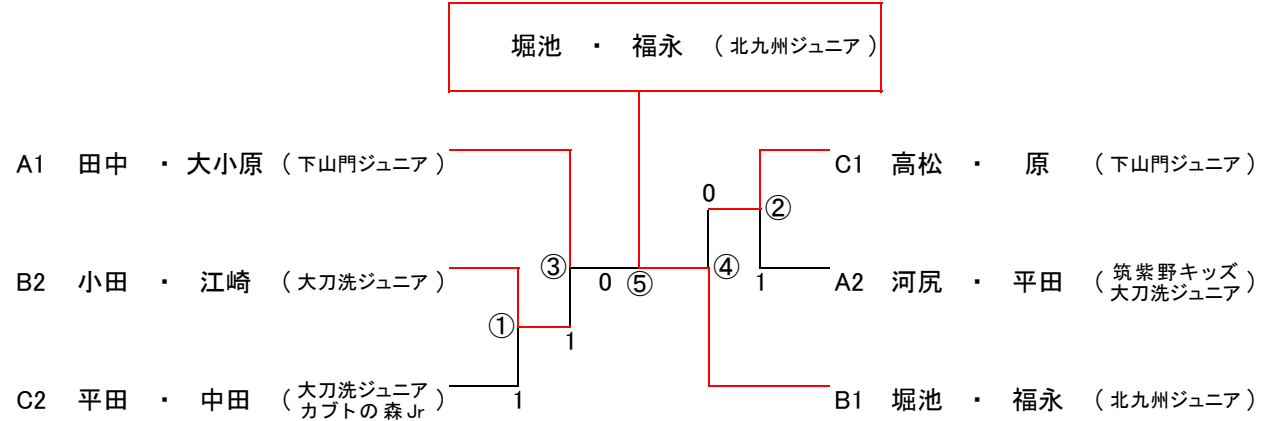 堀池 ・ 福永 （北九州ジュニア）
A1 田中 ・ 大小原 （下山門ジュニア）
C1 高松 ・ 原 （下山門ジュニア）
0
②
③
0
⑤
④
1
B2 小田 ・ 江崎 （大刀洗ジュニア）
A2 河尻 ・ 平田 （筑紫野キッズ
大刀洗ジュニア）
①
1
C2 平田 ・ 中田 （大刀洗ジュニア
カブトの森Jr）
1
B1 堀池 ・ 福永 （北九州ジュニア）